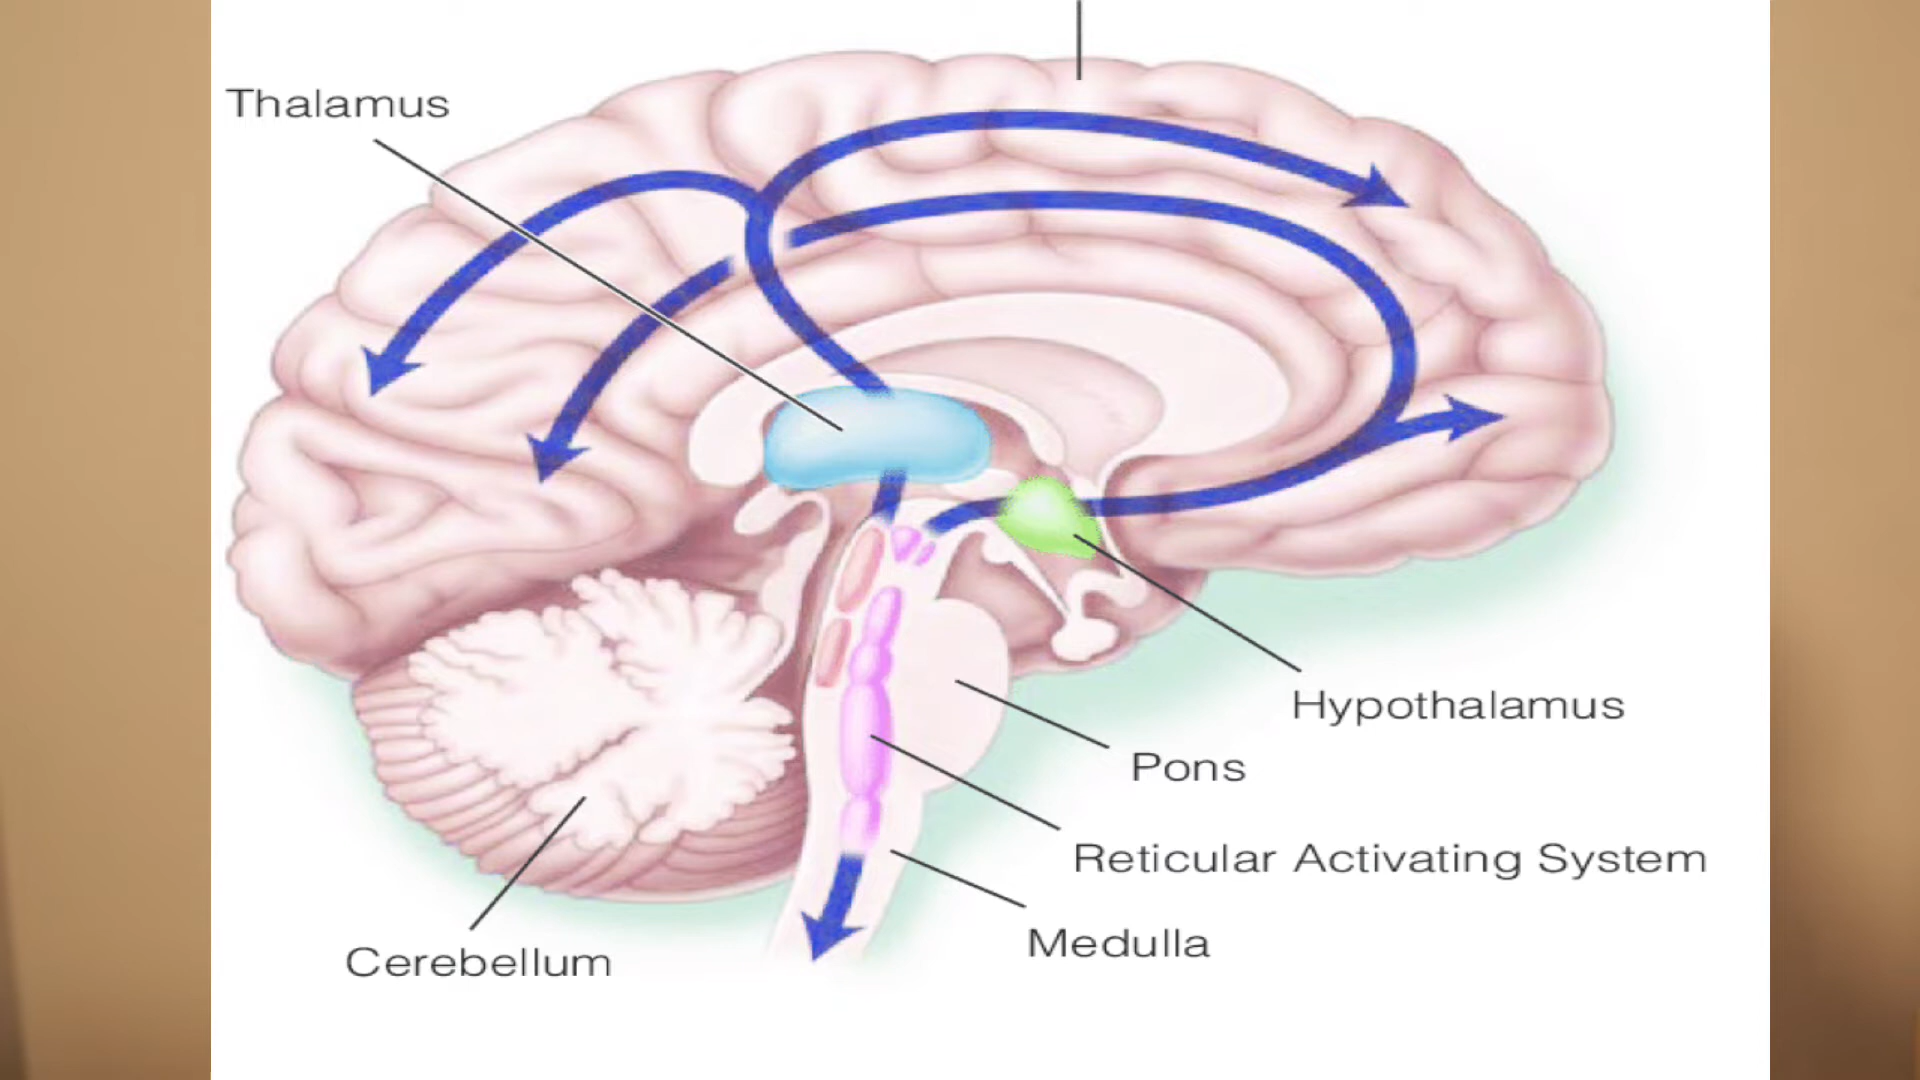 Thalamus
Hypothalamus
Pons
Reticular Activating System
Medulla
Cerebellum